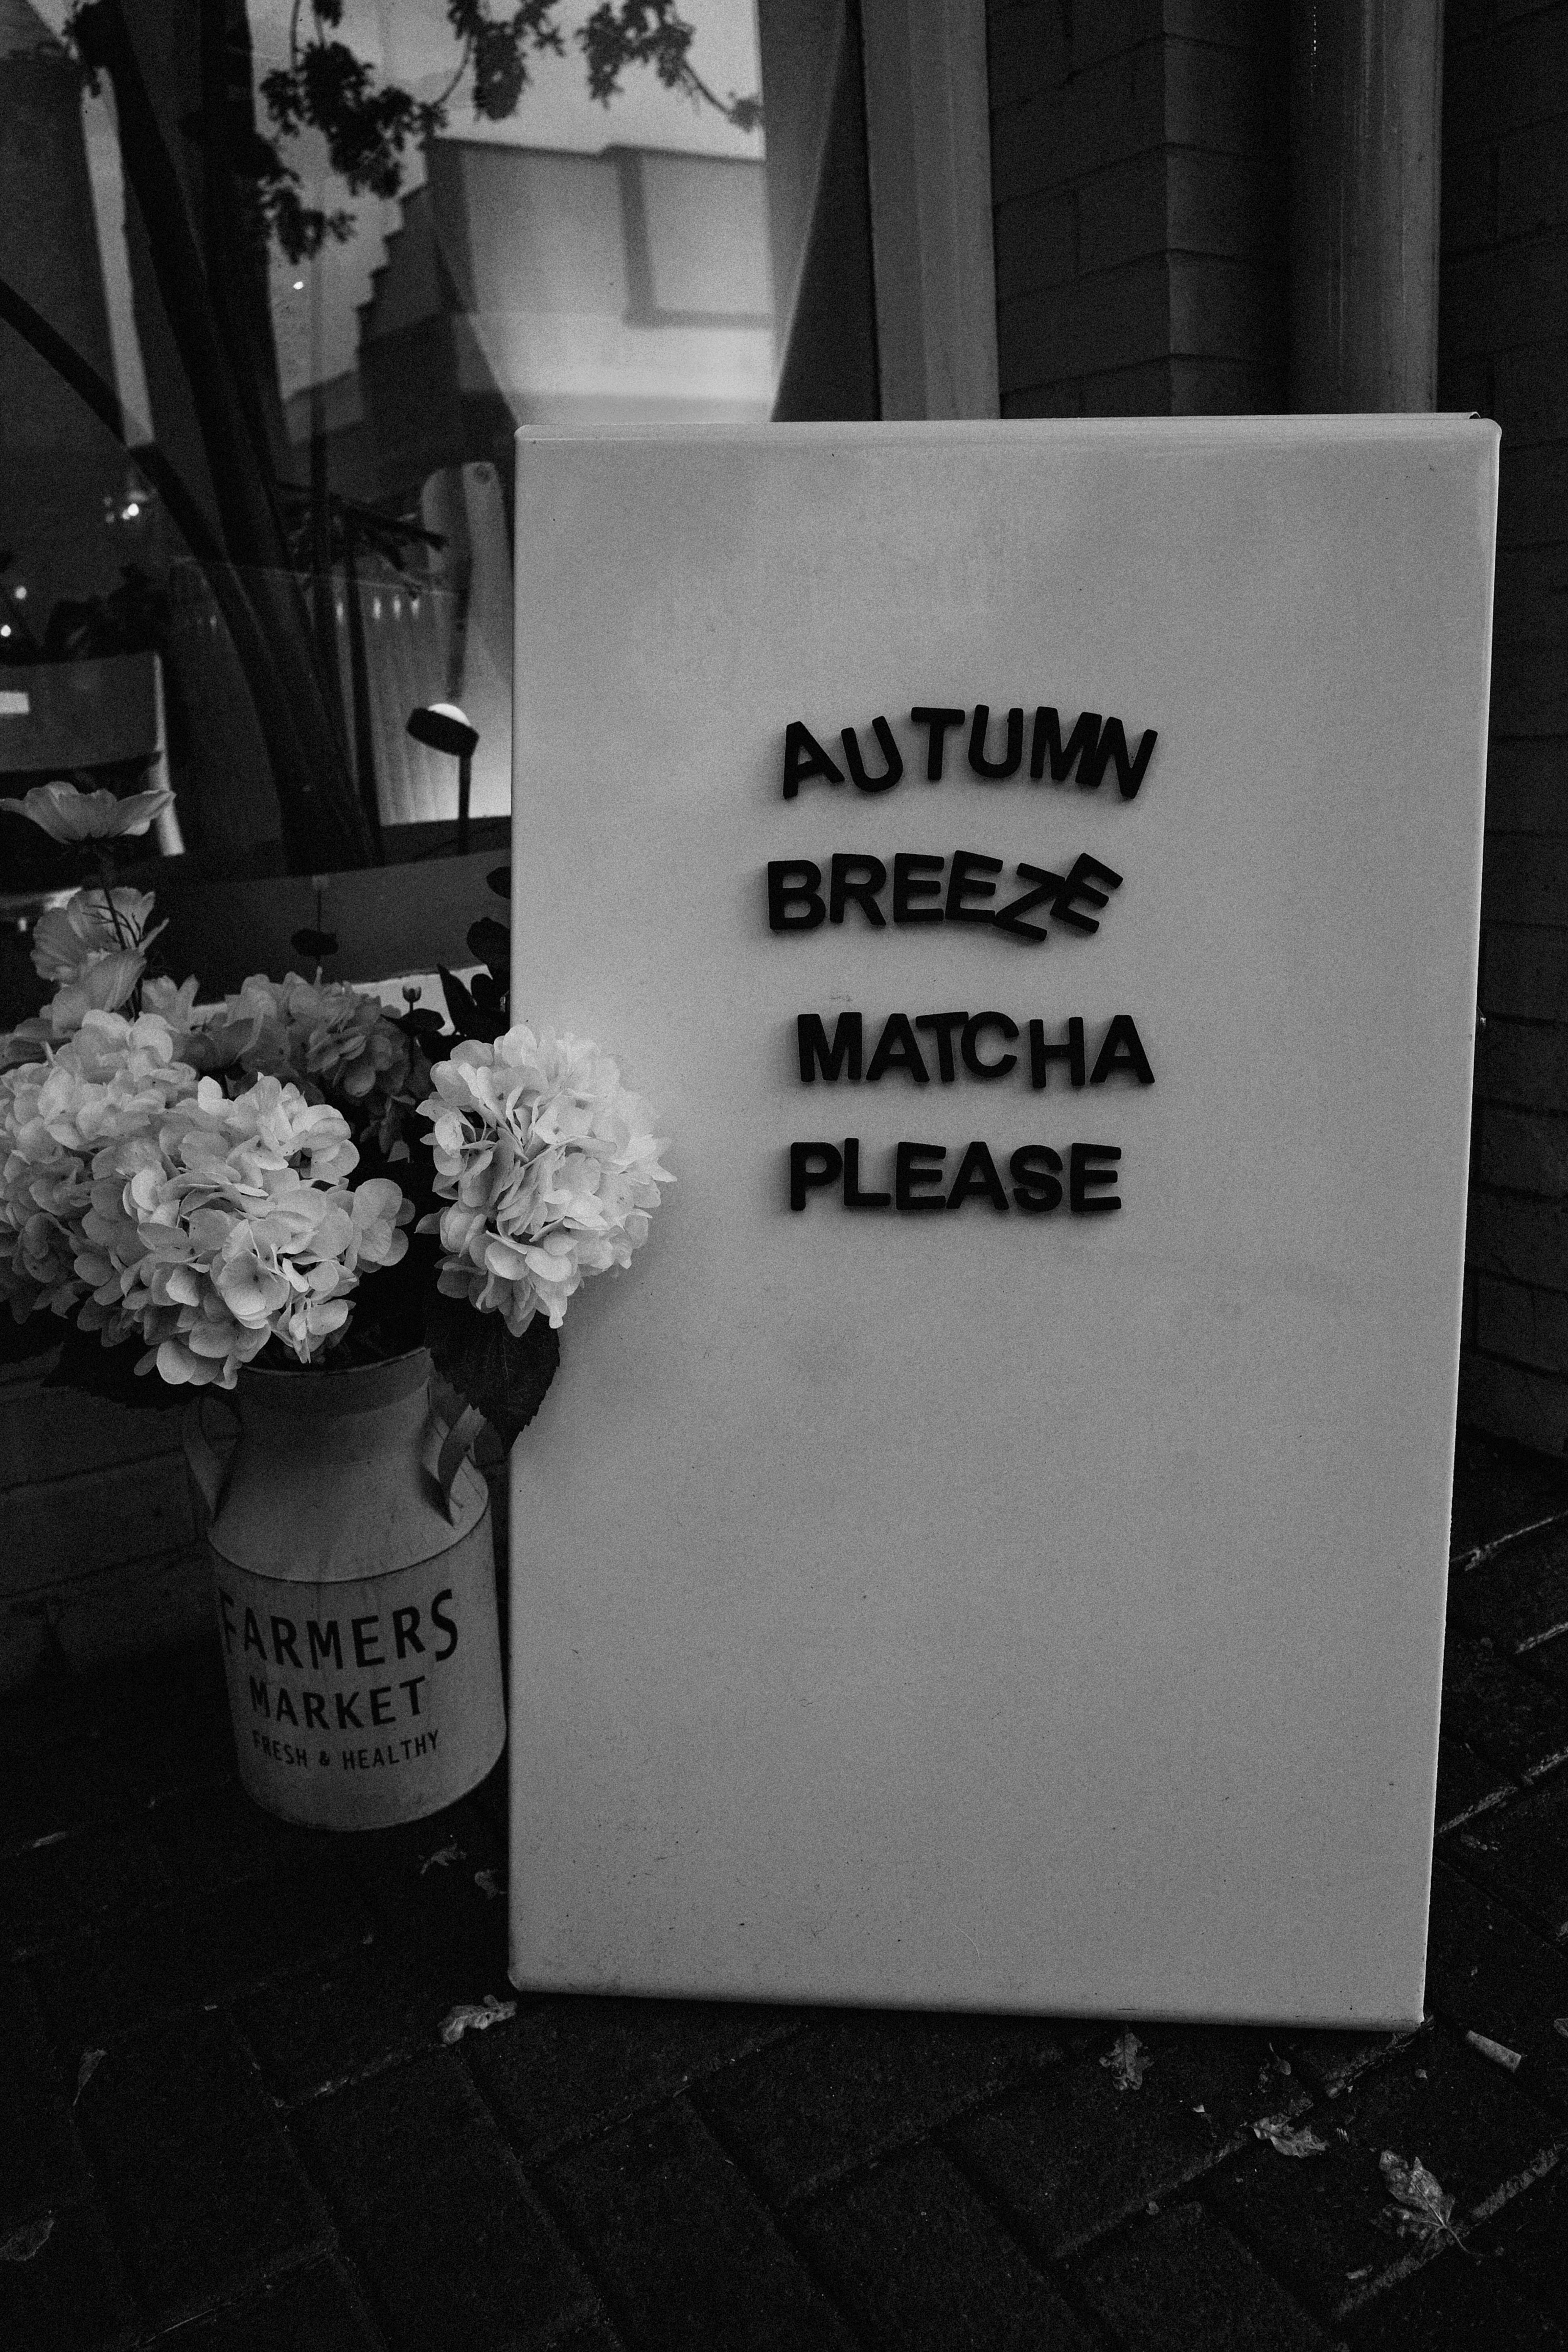 AUTUMN
BREEZE
MATCHA
PLEASE
FARMERS
MARKET
FRESH & HEALTHY